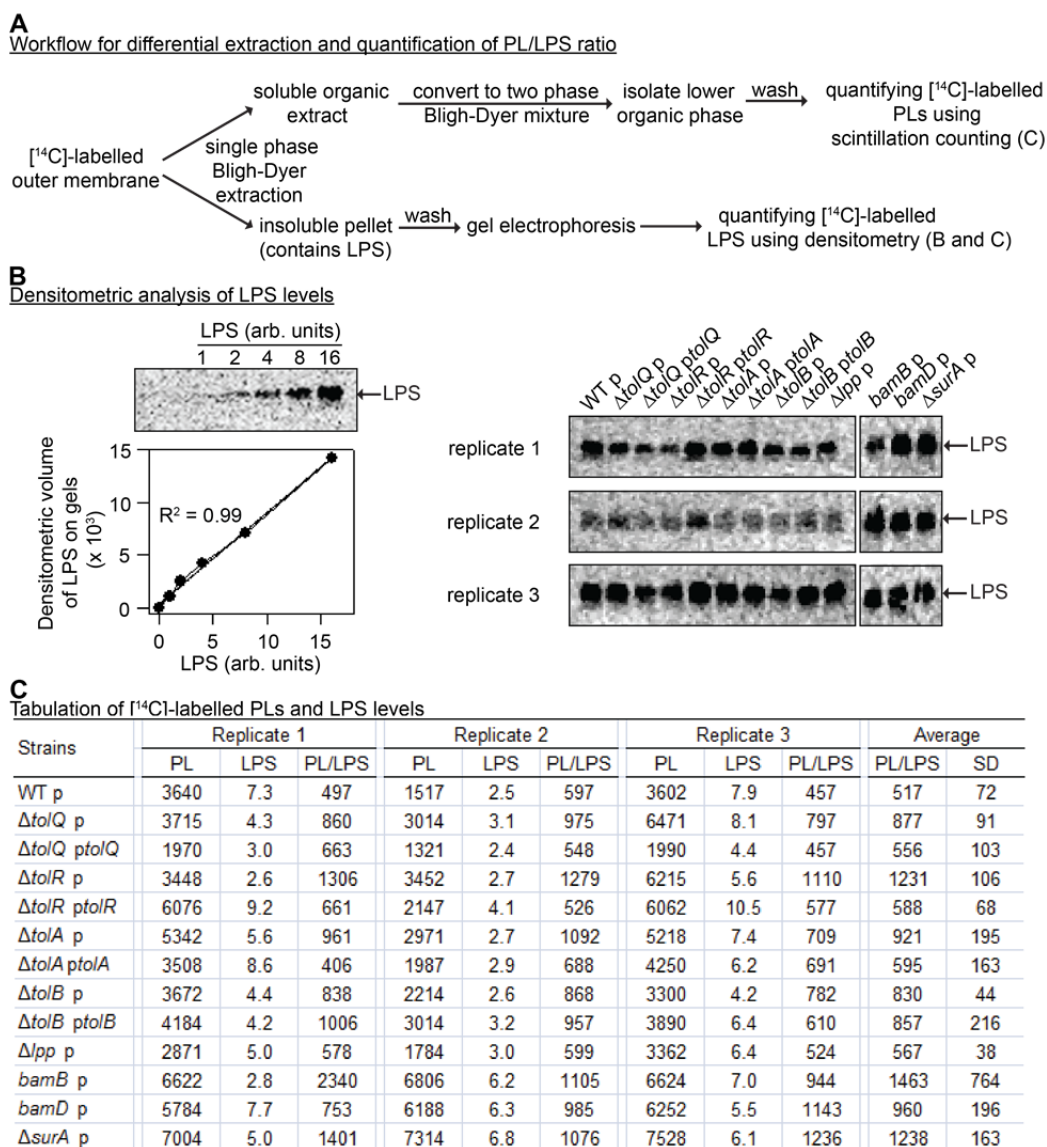 A
Workflow for differential extraction and quantification of PL/LPS ratio
[¹⁴C]-labelled
outer membrane
single phase
Bligh-Dyer
extraction
soluble organic
extract
convert to two phase
Bligh-Dyer mixture
isolate lower
organic phase
wash
quantifying [¹⁴C]-labelled
PLs using
scintillation counting (C)
insoluble pellet
(contains LPS)
wash
gel electrophoresis
quantifying [¹⁴C]-labelled
LPS using densitometry (B and C)
B
Densitometric analysis of LPS levels
LPS (arb. units)
1 2 4 8 16
LPS
Densitometric volume
of LPS on gels
(x 10³)
15
10
5
0
R² = 0.99
0 5 10 15
LPS (arb. units)
WT p
ΔtolQ p
ΔtolQ ptolQ
ΔtolR p
ΔtolR ptolR
ΔtolA p
ΔtolA ptolA
ΔtolB p
ΔtolB ptolB
Δlpp p
bamB p
bamD p
ΔsurA p
replicate 1 LPS
replicate 2 LPS
replicate 3 LPS
C
Tabulation of [¹⁴C]-labelled PLs and LPS levels
Strains Replicate 1 Replicate 2 Replicate 3 Average
PL LPS PL/LPS PL LPS PL/LPS PL LPS PL/LPS PL/LPS SD
WT p 3640 7.3 497 1517 2.5 597 3602 7.9 457 517 72
ΔtolQ p 3715 4.3 860 3014 3.1 975 6471 8.1 797 877 91
ΔtolQ ptolQ 1970 3.0 663 1321 2.4 548 1990 4.4 457 556 103
ΔtolR p 3448 2.6 1306 3452 2.7 1279 6215 5.6 1110 1231 106
ΔtolR ptolR 6076 9.2 661 2147 4.1 526 6062 10.5 577 588 68
ΔtolA p 5342 5.6 961 2971 2.7 1092 5218 7.4 709 921 195
ΔtolA ptolA 3508 8.6 406 1987 2.9 688 4250 6.2 691 595 163
ΔtolB p 3672 4.4 838 2214 2.6 868 3300 4.2 782 830 44
ΔtolB ptolB 4184 4.2 1006 3014 3.2 957 3890 6.4 610 857 216
Δlpp p 2871 5.0 578 1784 3.0 599 3362 6.4 524 567 38
bamB p 6622 2.8 2340 6806 6.2 1105 6624 7.0 944 1463 764
bamD p 5784 7.7 753 6188 6.3 985 6252 5.5 1143 960 196
ΔsurA p 7004 5.0 1401 7314 6.8 1076 7528 6.1 1236 1238 163